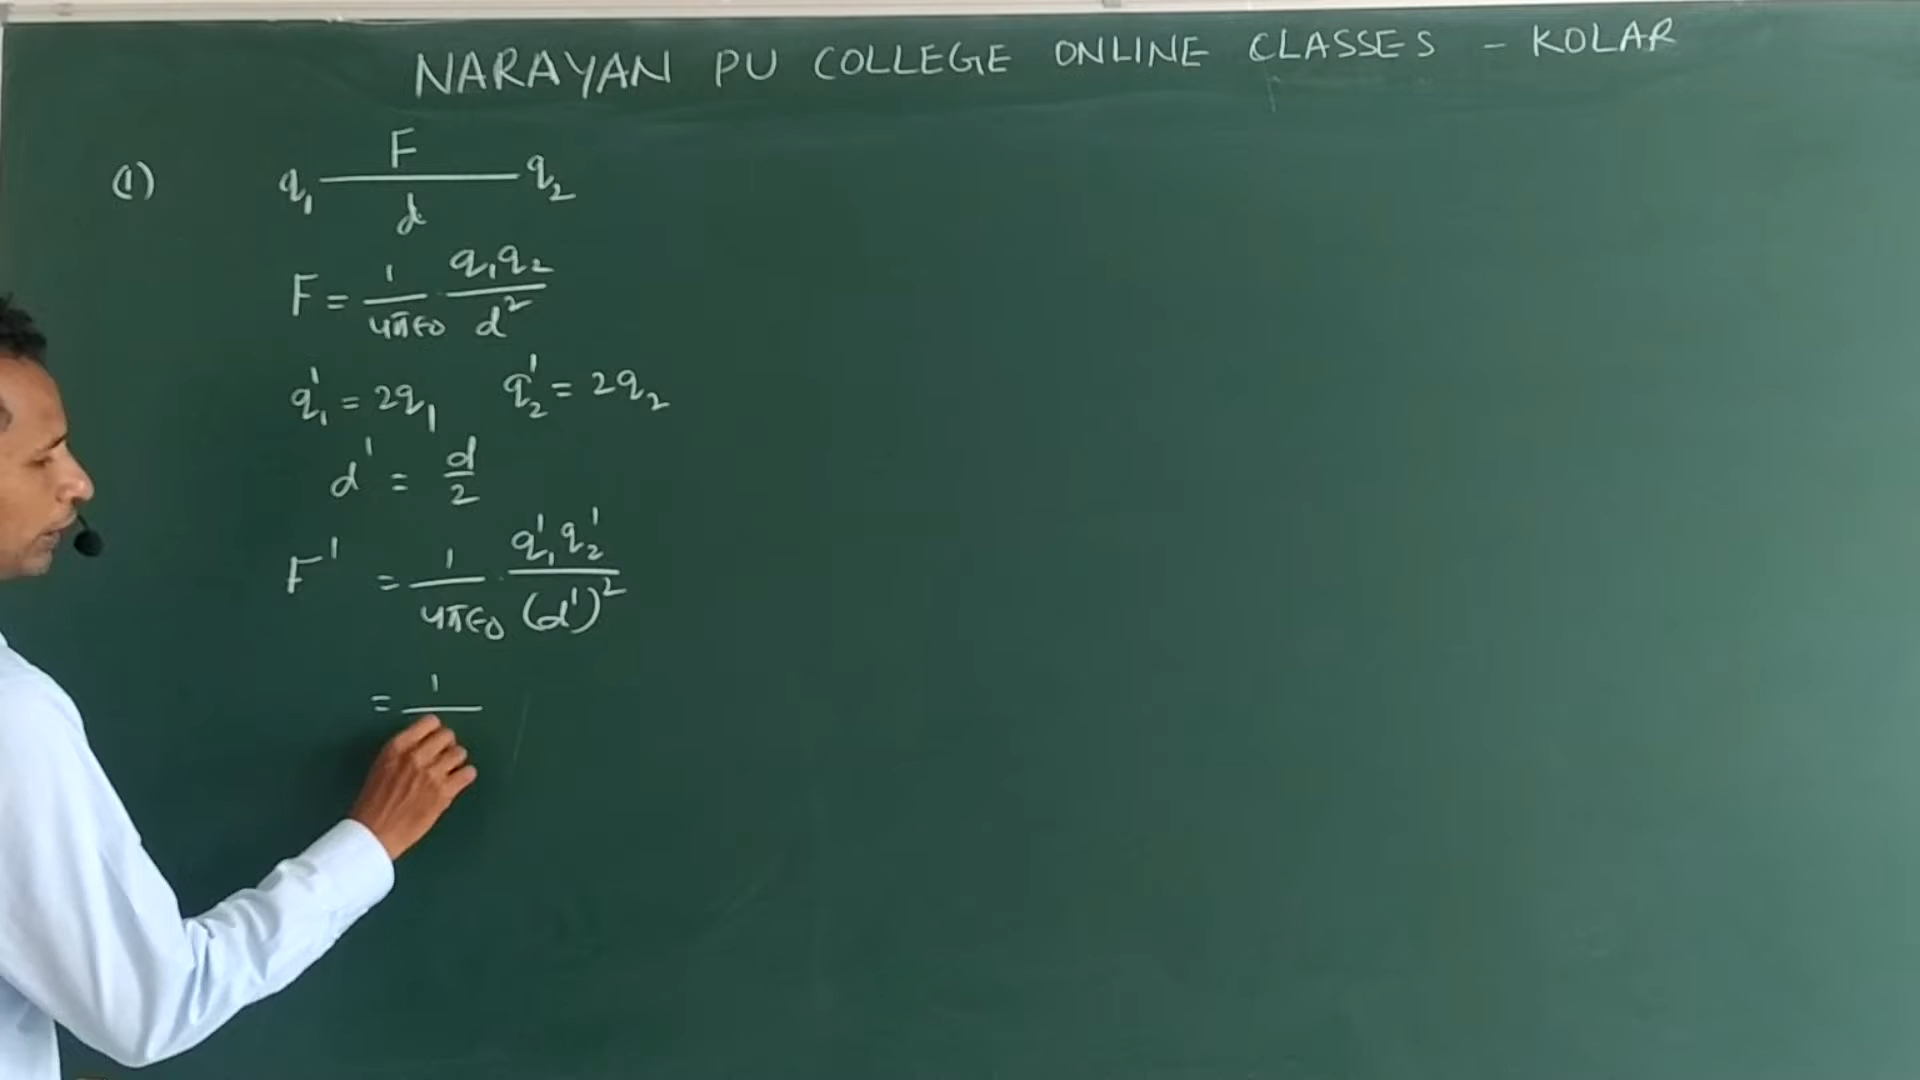 NARAYAN PU COLLEGE ONLINE CLASSES - KOLAR
(1) q₁ F/d q₂
F = 1/4πϵ₀ · q₁q₂/d²
q₁' = 2q₁ q₂' = 2q₂
d' = d/2
F' = 1/4πϵ₀ · q₁'q₂'/(d')²
= 1/